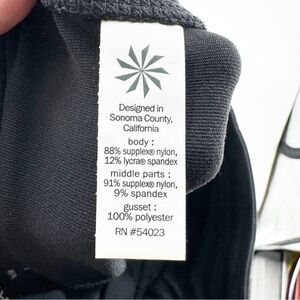 Designed in
Sonoma County,
California
body :
88% supplex® nylon,
12% lycra® spandex
middle parts :
91% supplex® nylon,
9% spandex
gusset :
100% polyester
RN #54023